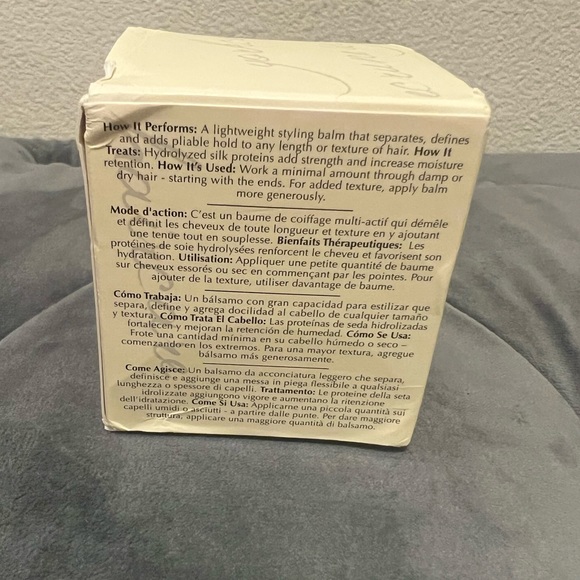 How It Performs: A lightweight styling balm that separates, defines
and adds pliable hold to any length or texture of hair. How It
Treats: Hydrolyzed silk proteins add strength and increase moisture
retention. How It's Used: Work a minimal amount through damp or
dry hair - starting with the ends. For added texture, apply balm
more generously.
Mode d'action: C'est un baume de coiffage multi-actif qui démêle
et définit les cheveux de toute longueur et texture en y ajoutant
une tenue tout en souplesse. Bienfaits Thérapeutiques: Les
protéines de soie hydrolysées renforcent le cheveu et favorisent son
hydratation. Utilisation: Appliquer une petite quantité de baume
sur cheveux essorés ou sec en commençant par les pointes. Pour
ajouter de la texture, utiliser davantage de baume.
Cómo Trabaja: Un bálsamo con gran capacidad para estilizar que
separa, define y agrega docilidad al cabello de cualquier tamaño
y textura. Cómo Trata El Cabello: Las proteínas de seda hidrolizadas
fortalecen y mejoran la retención de humedad. Cómo Se Usa:
Frote una cantidad mínima en su cabello húmedo o seco –
comenzando en los extremos. Para una mayor textura, agregue
bálsamo más generosamente.
Come Agisce: Un balsamo da acconciatura leggero che separa,
definisce e aggiunge una messa in piega flessibile a qualsiasi
lunghezza o spessore di capelli. Trattamento: Le proteine della seta
idrolizzate aggiungono vigore e aumentano la ritenzione
dell'idratazione. Come Si Usa: Applicarne una piccola quantità sui
capelli umidi o asciutti - a partire dalle punte. Per dare maggiore
struttura, applicare una maggiore quantità di balsamo.